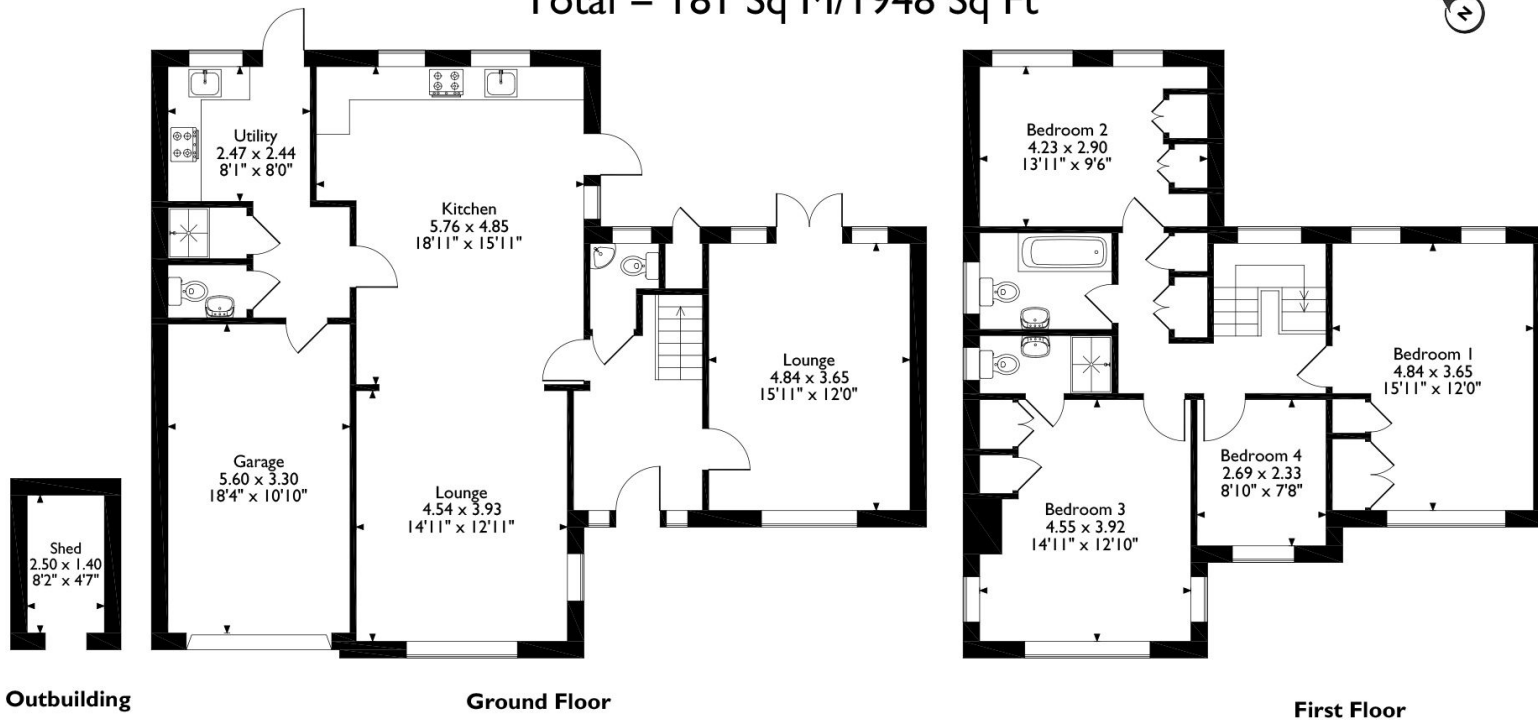 Total = 181 Sq M/1948 Sq Ft
N
Utility
2.47 x 2.44
8'1" x 8'0"
Kitchen
5.76 x 4.85
18'11" x 15'11"
Lounge
4.84 x 3.65
15'11" x 12'0"
Garage
5.60 x 3.30
18'4" x 10'10"
Lounge
4.54 x 3.93
14'11" x 12'11"
Shed
2.50 x 1.40
8'2" x 4'7"
Bedroom 2
4.23 x 2.90
13'11" x 9'6"
Bedroom 1
4.84 x 3.65
15'11" x 12'0"
Bedroom 4
2.69 x 2.33
8'10" x 7'8"
Bedroom 3
4.55 x 3.92
14'11" x 12'10"
Outbuilding
Ground Floor
First Floor